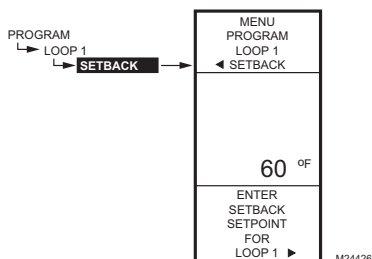 PROGRAM
LOOP 1
SETBACK
MENU
PROGRAM
LOOP 1
◄ SETBACK
60 °F
ENTER
SETBACK
SETPOINT
FOR
LOOP 1 ►
M24426